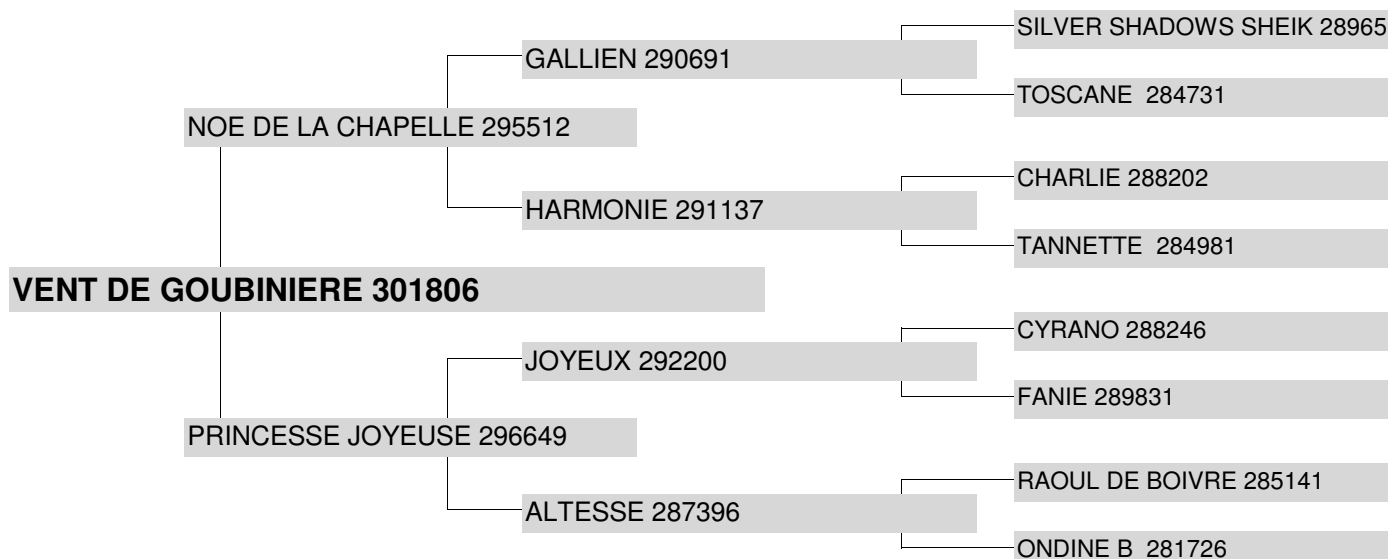 SILVER SHADOWS SHEIK 28965
GALLIEN 290691
TOSCANE 284731
NOE DE LA CHAPELLE 295512
CHARLIE 288202
HARMONIE 291137
TANNETTE 284981
VENT DE GOUBINIERE 301806
CYRANO 288246
JOYEUX 292200
FANIE 289831
PRINCESSE JOYEUSE 296649
RAOUL DE BOIVRE 285141
ALTESSE 287396
ONDINE B 281726